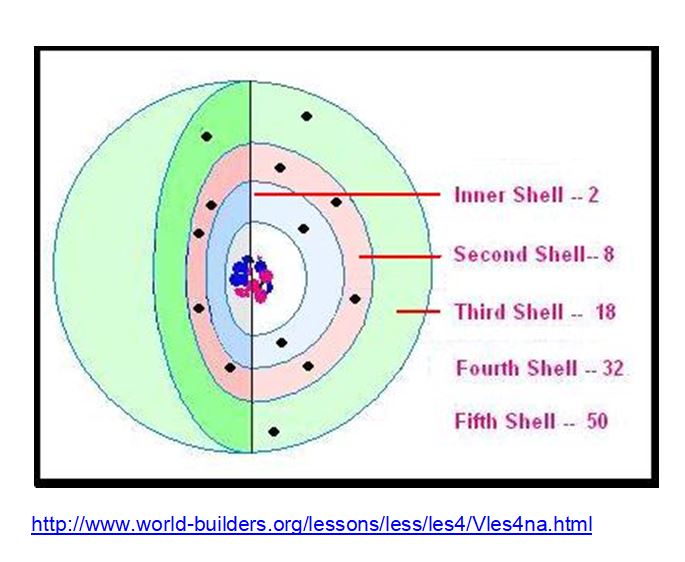 Inner Shell -- 2
Second Shell-- 8
Third Shell -- 18
Fourth Shell -- 32
Fifth Shell -- 50
http://www.world-builders.org/lessons/less/les4/Vles4na.html